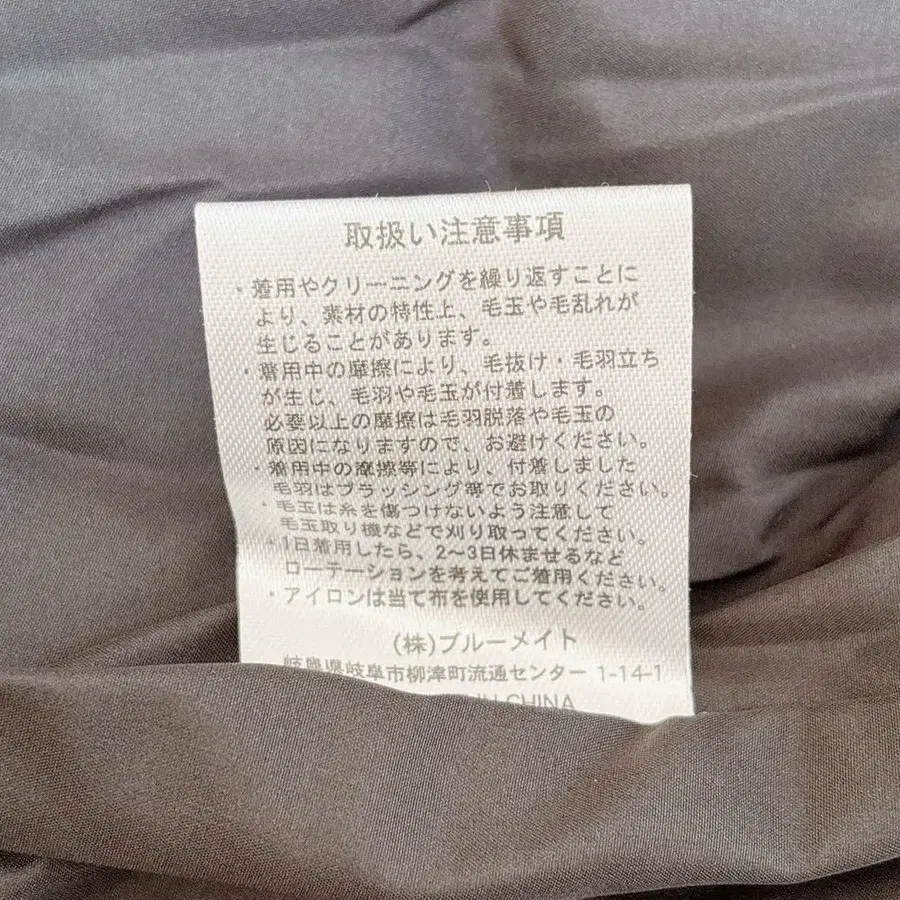 取扱い注意事項
・着用やクリーニングを繰り返すことに
より、素材の特性上、毛玉や毛乱れが
生じることがあります。
・着用中の摩擦により、毛抜け・毛羽立ち
が生じ、毛羽や毛玉が付着します。
必要以上の摩擦は毛羽脱落や毛玉の
原因になりますので、お避けください。
・着用中の摩擦等により、付着しました
毛羽はブラッシング等でお取りください。
・毛玉は糸を傷つけないよう注意して
毛玉取り機などで刈り取ってください。
・1日着用したら、2～3日休ませるなど
ローテーションを考えてご着用ください。
・アイロンは当て布を使用してください。
(株)ブルーメイト
岐阜県岐阜市柳津町流通センター 1-14-1
IN CHINA